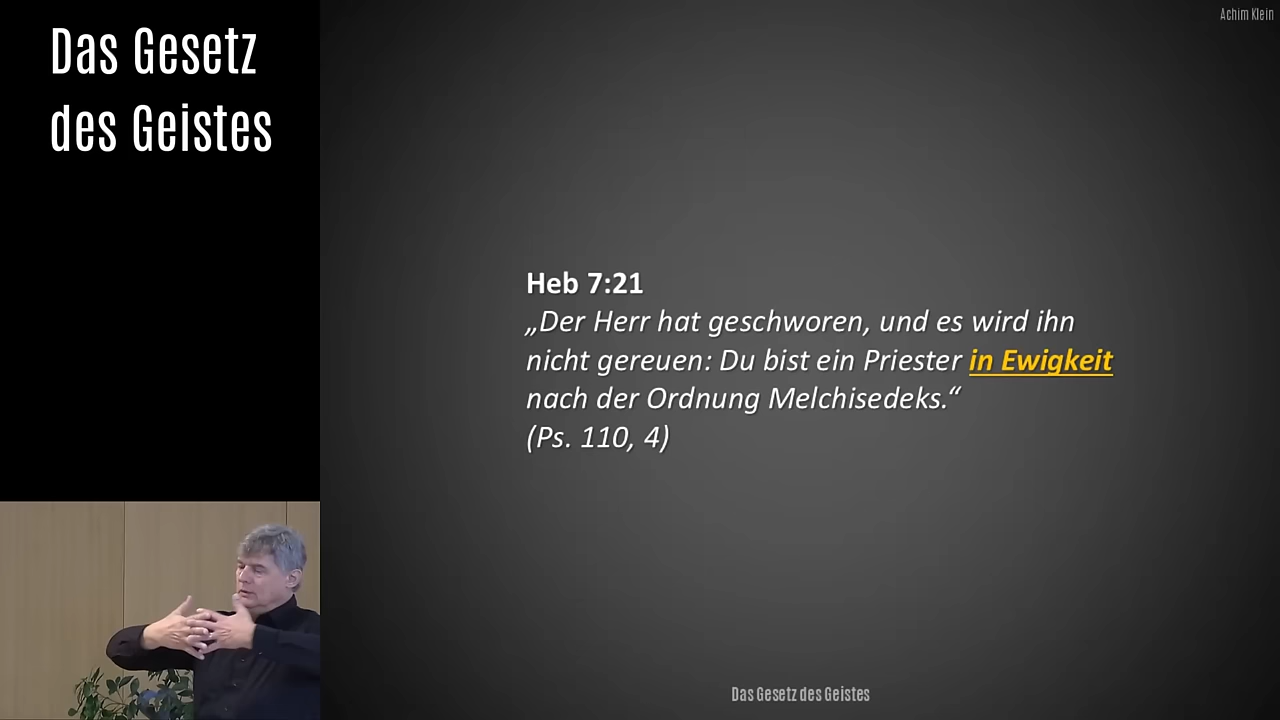 Das Gesetz
des Geistes
Achim Klein
Heb 7:21
„Der Herr hat geschworen, und es wird ihn
nicht gereuen: Du bist ein Priester in Ewigkeit
nach der Ordnung Melchisedeks.“
(Ps. 110, 4)
Das Gesetz des Geistes